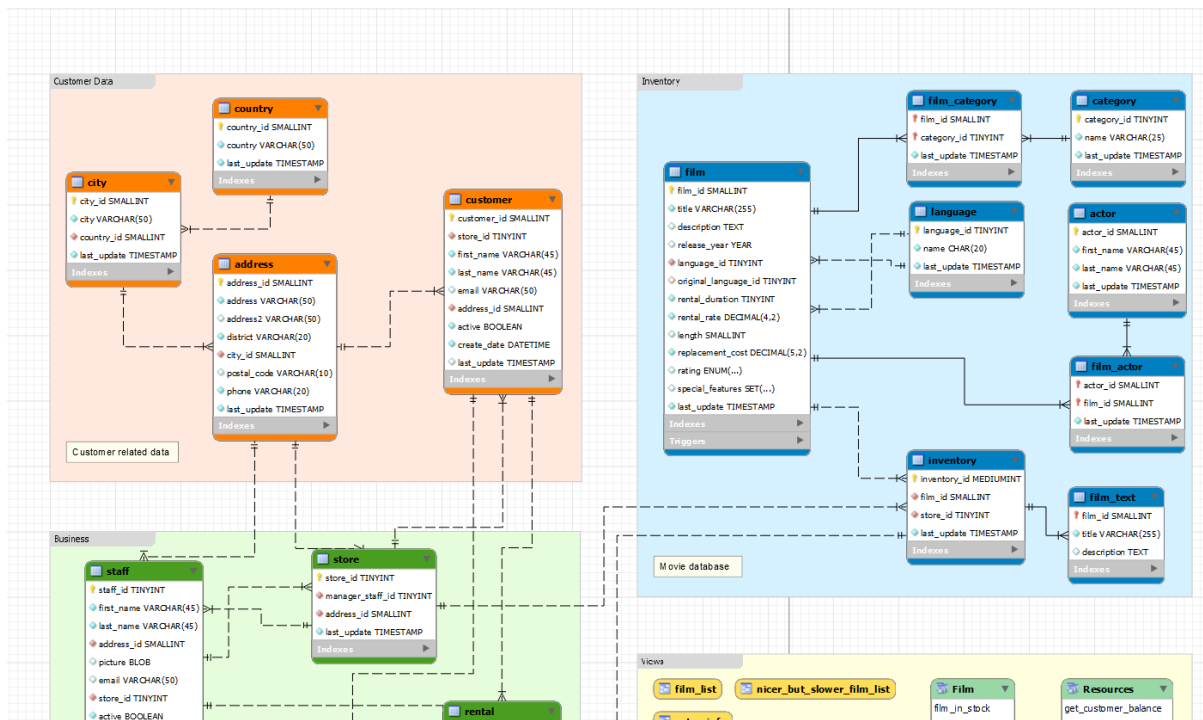 Customer Data
country
country_id SMALLINT
country VARCHAR(50)
last_update TIMESTAMP
Indexes
city
city_id SMALLINT
city VARCHAR(50)
country_id SMALLINT
last_update TIMESTAMP
Indexes
address
address_id SMALLINT
address VARCHAR(50)
address2 VARCHAR(50)
district VARCHAR(20)
city_id SMALLINT
postal_code VARCHAR(10)
phone VARCHAR(20)
last_update TIMESTAMP
Indexes
customer
customer_id SMALLINT
store_id TINYINT
first_name VARCHAR(45)
last_name VARCHAR(45)
email VARCHAR(50)
address_id SMALLINT
active BOOLEAN
create_date DATETIME
last_update TIMESTAMP
Indexes
Customer related data
Inventory
film
film_id SMALLINT
title VARCHAR(255)
description TEXT
release_year YEAR
language_id TINYINT
original_language_id TINYINT
rental_duration TINYINT
rental_rate DECIMAL(4,2)
length SMALLINT
replacement_cost DECIMAL(5,2)
rating ENUM(...)
special_features SET(...)
last_update TIMESTAMP
Indexes
Triggers
film_category
film_id SMALLINT
category_id TINYINT
last_update TIMESTAMP
Indexes
category
category_id TINYINT
name VARCHAR(25)
last_update TIMESTAMP
Indexes
language
language_id TINYINT
name CHAR(20)
last_update TIMESTAMP
Indexes
actor
actor_id SMALLINT
first_name VARCHAR(45)
last_name VARCHAR(45)
last_update TIMESTAMP
Indexes
film_actor
actor_id SMALLINT
film_id SMALLINT
last_update TIMESTAMP
Indexes
inventory
inventory_id MEDIUMINT
film_id SMALLINT
store_id TINYINT
last_update TIMESTAMP
Indexes
film_text
film_id SMALLINT
title VARCHAR(255)
description TEXT
Indexes
Movie database
Business
staff
staff_id TINYINT
first_name VARCHAR(45)
last_name VARCHAR(45)
address_id SMALLINT
picture BLOB
email VARCHAR(50)
store_id TINYINT
active BOOLEAN
store
store_id TINYINT
manager_staff_id TINYINT
address_id SMALLINT
last_update TIMESTAMP
Indexes
rental
Views
film_list
nicer_but_slower_film_list
Film
film_in_stock
Resources
get_customer_balance